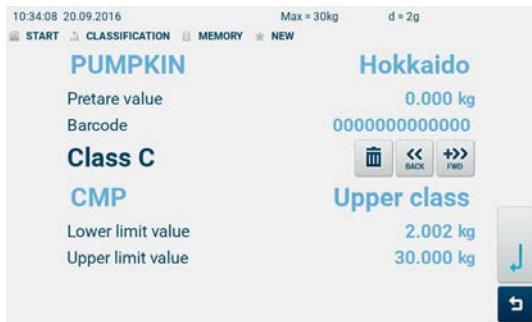 10:34:08 20.09.2016 Max = 30kg d = 2g
START CLASSIFICATION MEMORY NEW
PUMPKIN Hokkaido
Pretare value 0.000 kg
Barcode 0000000000000
Class C << BACK +>> FWD
CMP Upper class
Lower limit value 2.002 kg
Upper limit value 30.000 kg